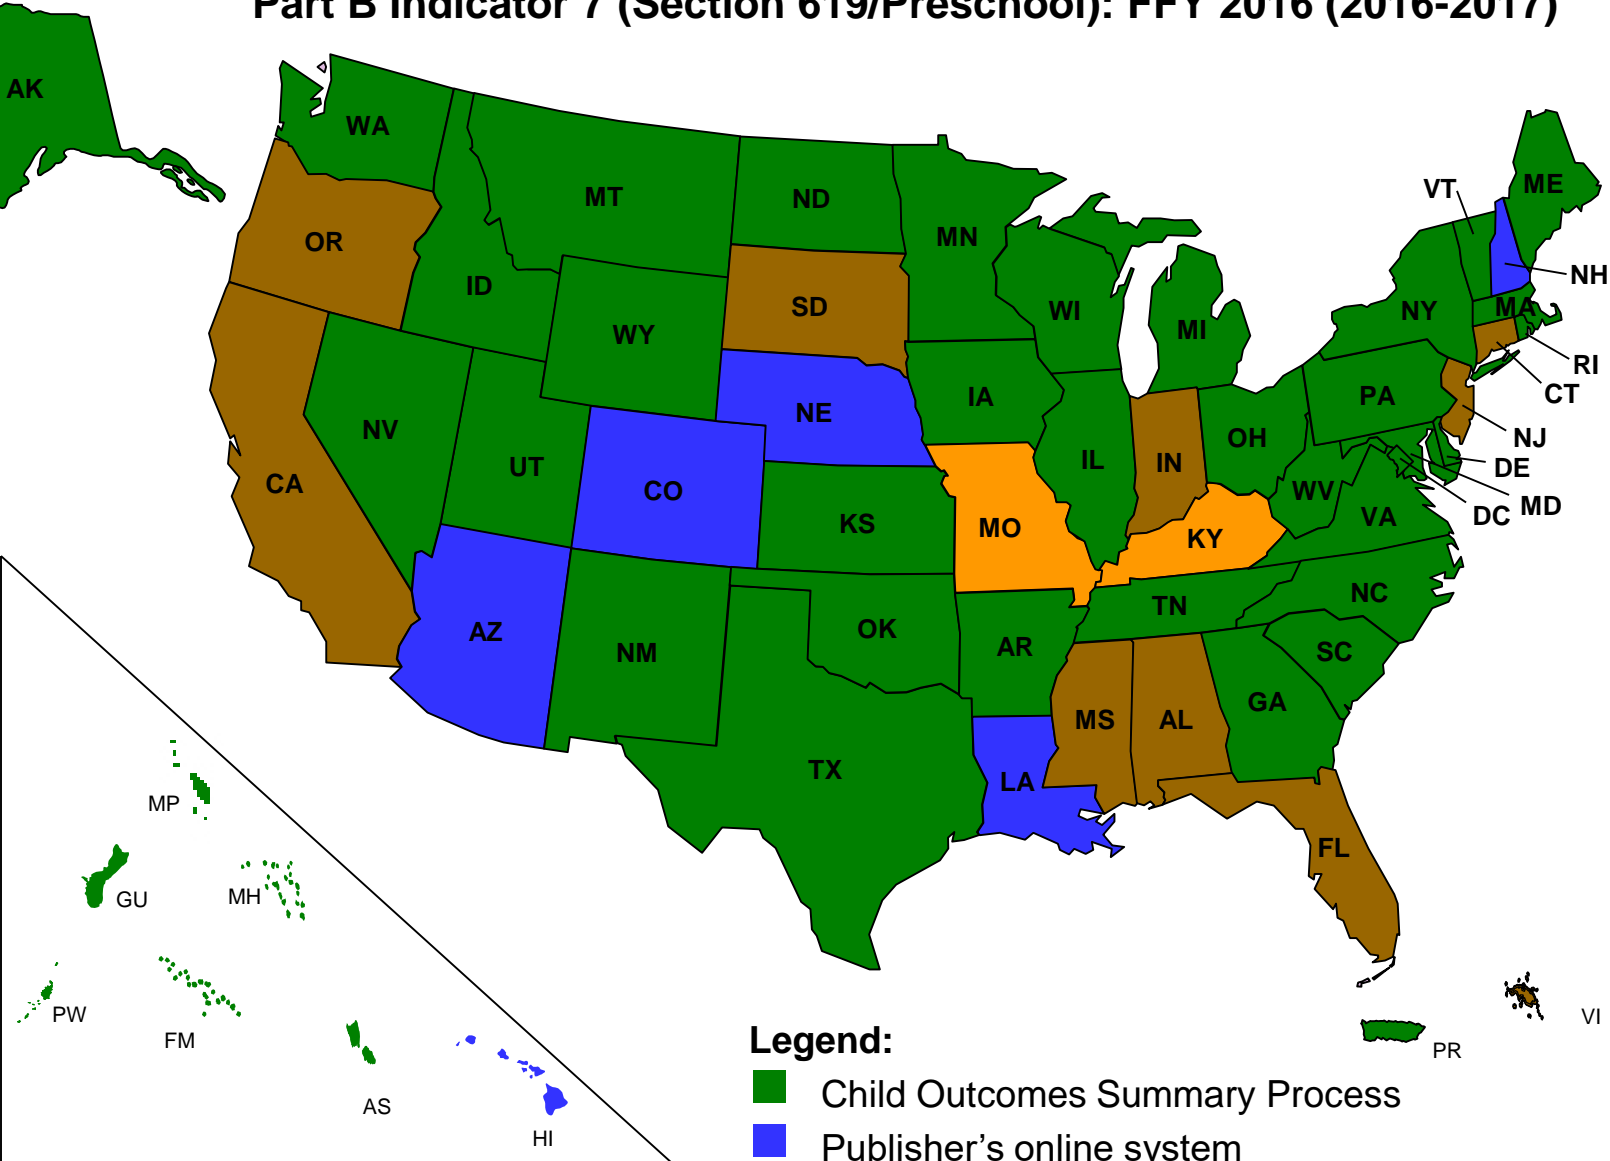 Part B Indicator 7 (Section 619/Preschool): FFY 2016 (2016-2017)
AK
WA
MT
ND
MN
VT
ME
OR
ID
SD
WI
MI
NY
MA
NH
WY
RI
CT
NE
IA
PA
NV
UT
CO
IL
IN
OH
NJ
DE
CA
KS
MO
KY
WV
VA
DC
MD
AZ
NM
OK
AR
TN
NC
SC
MS
AL
GA
TX
LA
FL
MP
GU
MH
PW
FM
AS
HI
PR
VI
Legend:
Child Outcomes Summary Process
Publisher’s online system